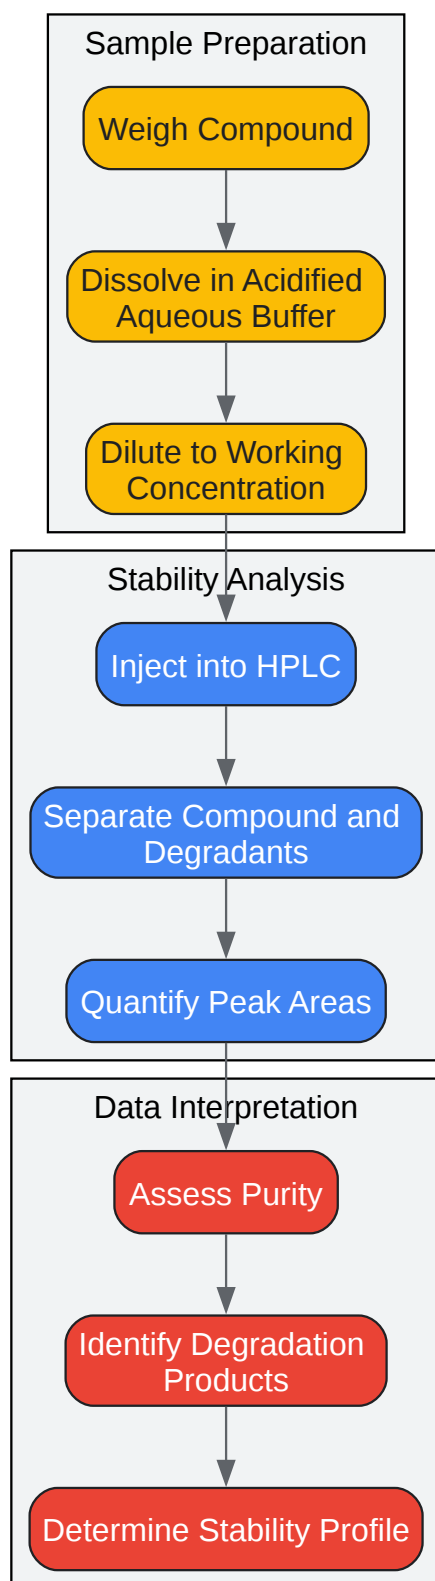 Sample Preparation
Weigh Compound
Dissolve in Acidified
Aqueous Buffer
Dilute to Working
Concentration
Stability Analysis
Inject into HPLC
Separate Compound and
Degradants
Quantify Peak Areas
Data Interpretation
Assess Purity
Identify Degradation
Products
Determine Stability Profile